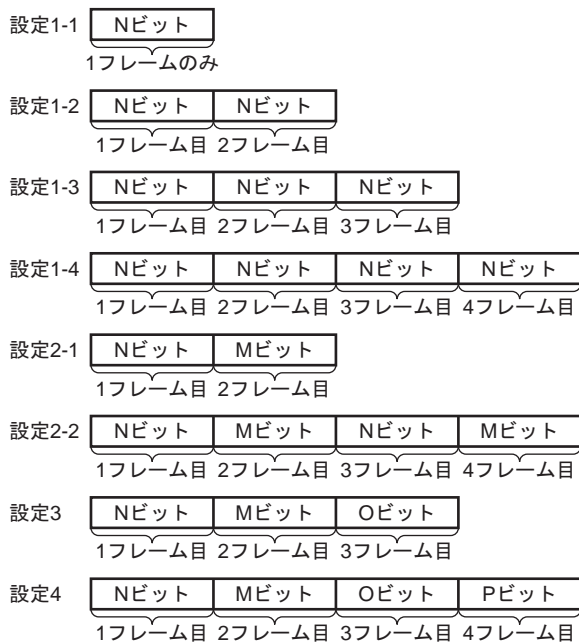 設定1-1 Nビット
1フレームのみ
設定1-2 Nビット Nビット
1フレーム目 2フレーム目
設定1-3 Nビット Nビット Nビット
1フレーム目 2フレーム目 3フレーム目
設定1-4 Nビット Nビット Nビット Nビット
1フレーム目 2フレーム目 3フレーム目 4フレーム目
設定2-1 Nビット Mビット
1フレーム目 2フレーム目
設定2-2 Nビット Mビット Nビット Mビット
1フレーム目 2フレーム目 3フレーム目 4フレーム目
設定3 Nビット Mビット Oビット
1フレーム目 2フレーム目 3フレーム目
設定4 Nビット Mビット Oビット Pビット
1フレーム目 2フレーム目 3フレーム目 4フレーム目